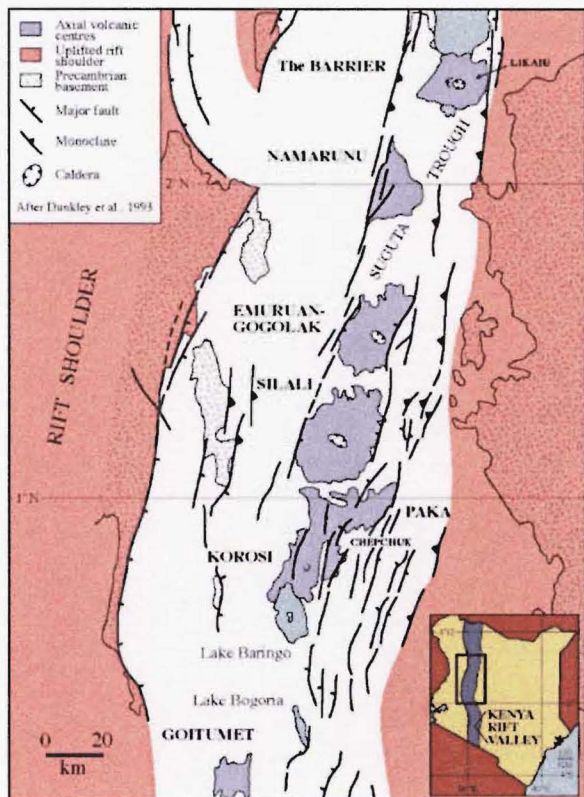 Axial volcanic
centres
Uplifted rift
shoulder
Precambrian
basement
Major fault
Monocline
Caldera
After Dunkley et al., 1993
The BARRIER
LIKAIU
NAMARUNU
TROUGH
2°N
SUGUTA
EMURUAN-
GOGOLAK
RIFT SHOULDER
SILALI
1°N
PAKA
CHEPCHUK
KOROSI
Lake Baringo
Lake Bogoria
GOITUMET
0 20
km
KENYA
RIFT
VALLEY